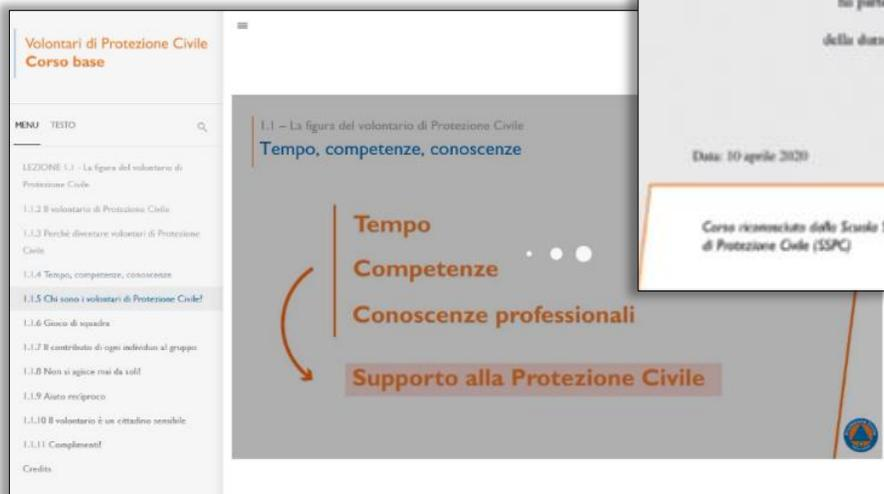 Volontari di Protezione Civile
Corso base
MENU TESTO
LEZIONE 1.1 - La figura del volontario di
Protezione Civile
1.1.2 Il volontario di Protezione Civile
1.1.3 Perché diventare volontari di Protezione
Civile
1.1.4 Tempo, competenze, conoscenze
1.1.5 Chi sono i volontari di Protezione Civile?
1.1.6 Gioco di squadra
1.1.7 Il contributo di ogni individuo al gruppo
1.1.8 Non si agisce mai da soli!
1.1.9 Aiuto reciproco
1.1.10 Il volontario è un cittadino sensibile
1.1.11 Complimenti!
Credits
1.1 – La figura del volontario di Protezione Civile
Tempo, competenze, conoscenze
Tempo
Competenze
Conoscenze professionali
Supporto alla Protezione Civile
ha
della
Data: 10 aprile 2020
Corso riconosciuto dalla Scuola
di Protezione Civile (SSPC)